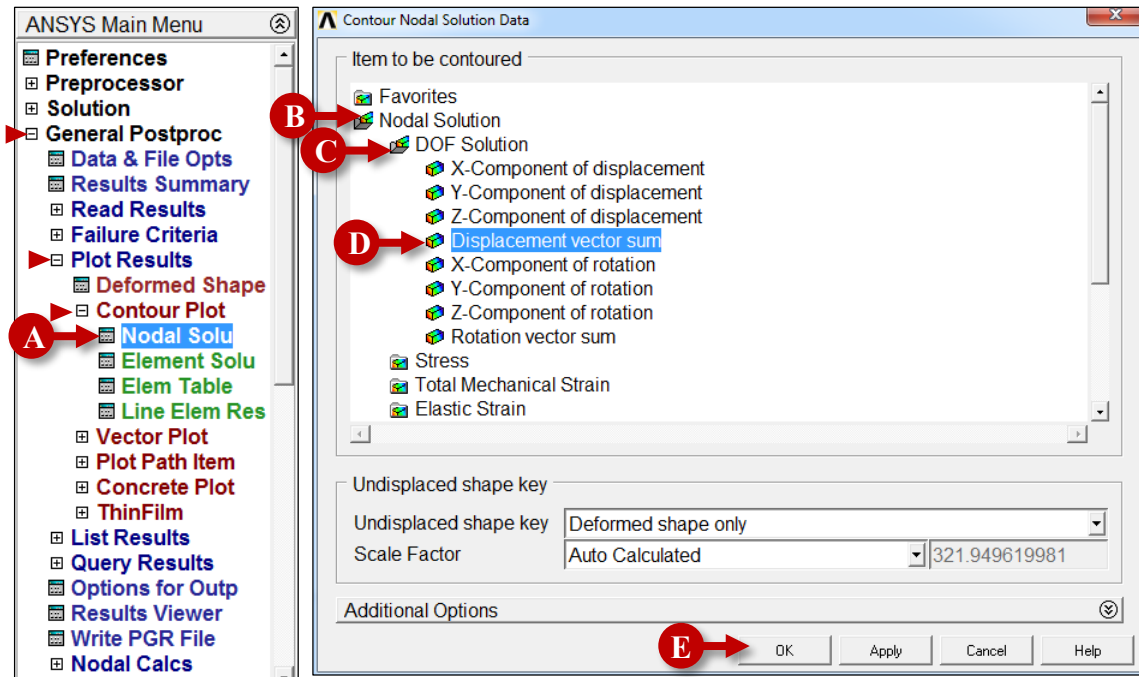 ANSYS Main Menu
Preferences
Preprocessor
Solution
General Postproc
Data & File Opts
Results Summary
Read Results
Failure Criteria
Plot Results
Deformed Shape
Contour Plot
A
Nodal Solu
Element Solu
Elem Table
Line Elem Res
Vector Plot
Plot Path Item
Concrete Plot
ThinFilm
List Results
Query Results
Options for Outp
Results Viewer
Write PGR File
Nodal Calcs
Contour Nodal Solution Data
Item to be contoured
Favorites
B
Nodal Solution
C
DOF Solution
X-Component of displacement
Y-Component of displacement
Z-Component of displacement
D
Displacement vector sum
X-Component of rotation
Y-Component of rotation
Z-Component of rotation
Rotation vector sum
Stress
Total Mechanical Strain
Elastic Strain
Undisplaced shape key
Undisplaced shape key Deformed shape only
Scale Factor Auto Calculated 321.949619981
Additional Options
E
OK Apply Cancel Help